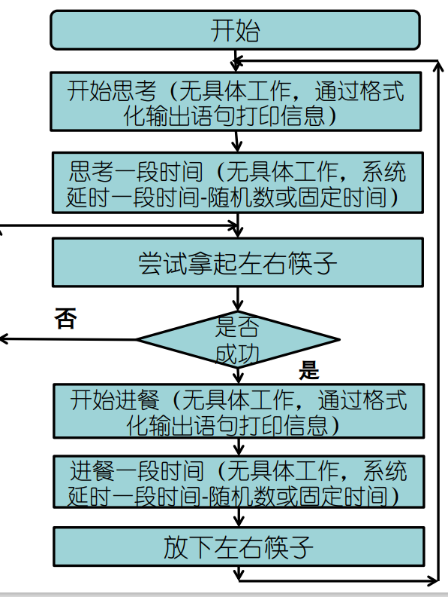 开始
开始思考（无具体工作，通过格式
化输出语句打印信息）
思考一段时间（无具体工作，系统
延时一段时间-随机数或固定时间）
尝试拿起左右筷子
否
是否
成功
是
开始进餐（无具体工作，通过格式
化输出语句打印信息）
进餐一段时间（无具体工作，系统
延时一段时间-随机数或固定时间）
放下左右筷子